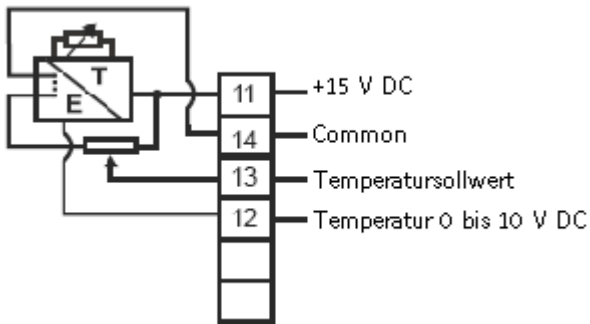 T
E
11 +15 V DC
14 Common
13 Temperatursollwert
12 Temperatur 0 bis 10 V DC